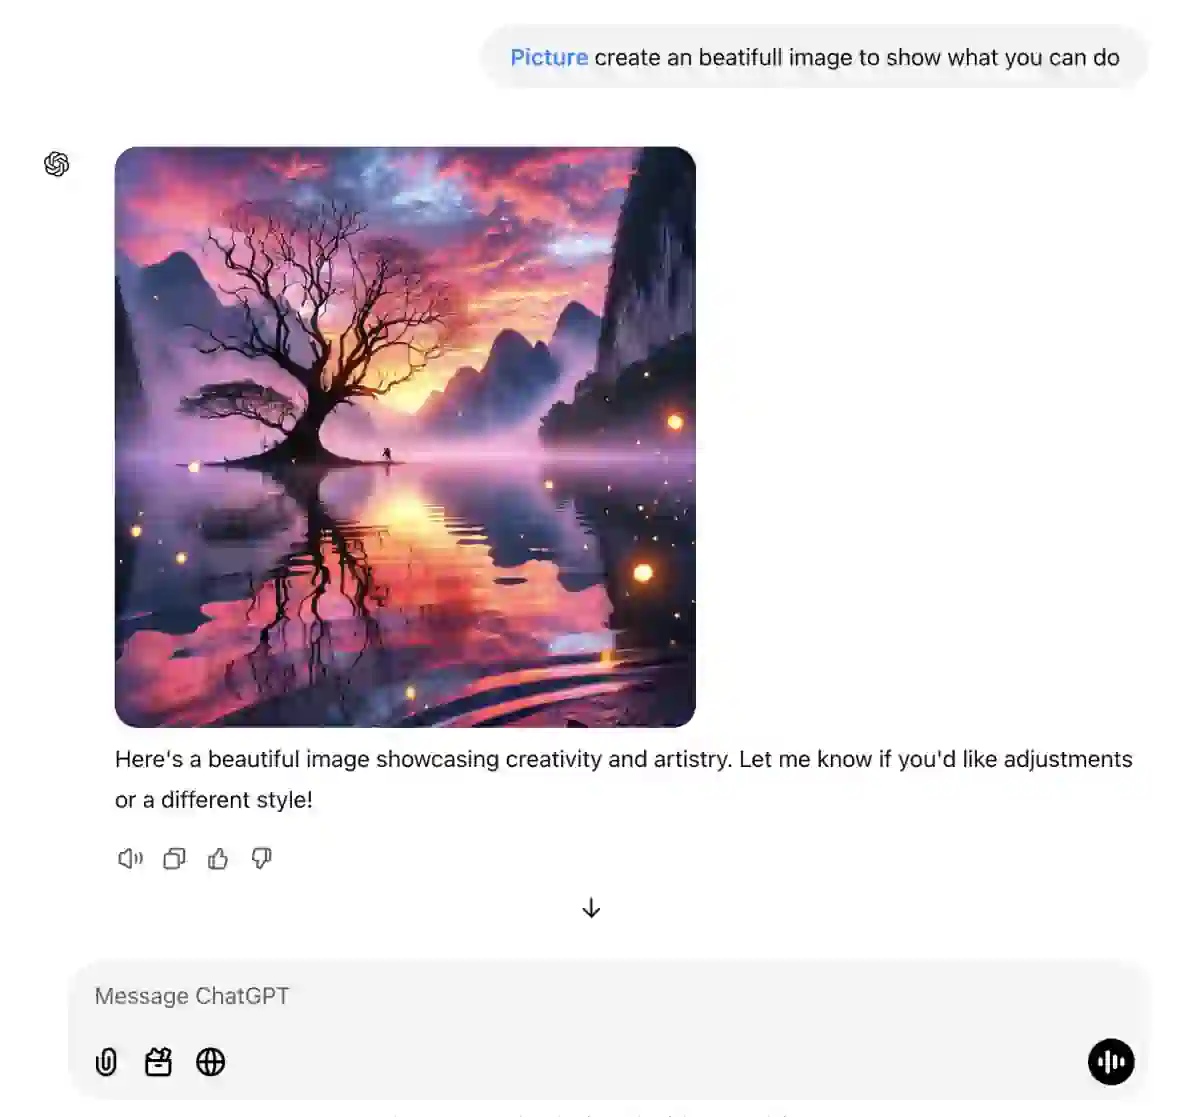 Picture create an beatifull image to show what you can do
Here's a beautiful image showcasing creativity and artistry. Let me know if you'd like adjustments
or a different style!
Message ChatGPT